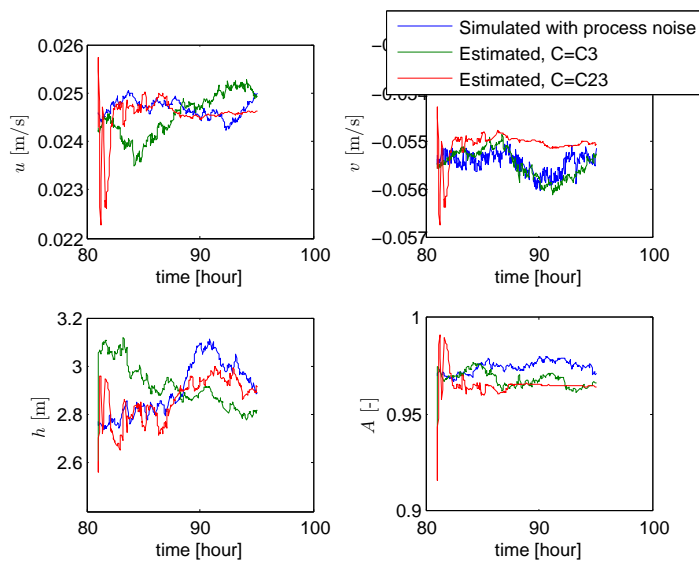 Simulated with process noise
Estimated, C=C3
Estimated, C=C23
0.026
0.025
0.024
0.023
0.022
u [m/s]
80
90
100
time [hour]
−0.054
−0.055
−0.056
−0.057
v [m/s]
80
90
100
time [hour]
3.2
3
2.8
2.6
h [m]
80
90
100
time [hour]
1
0.95
0.9
A [-]
80
90
100
time [hour]